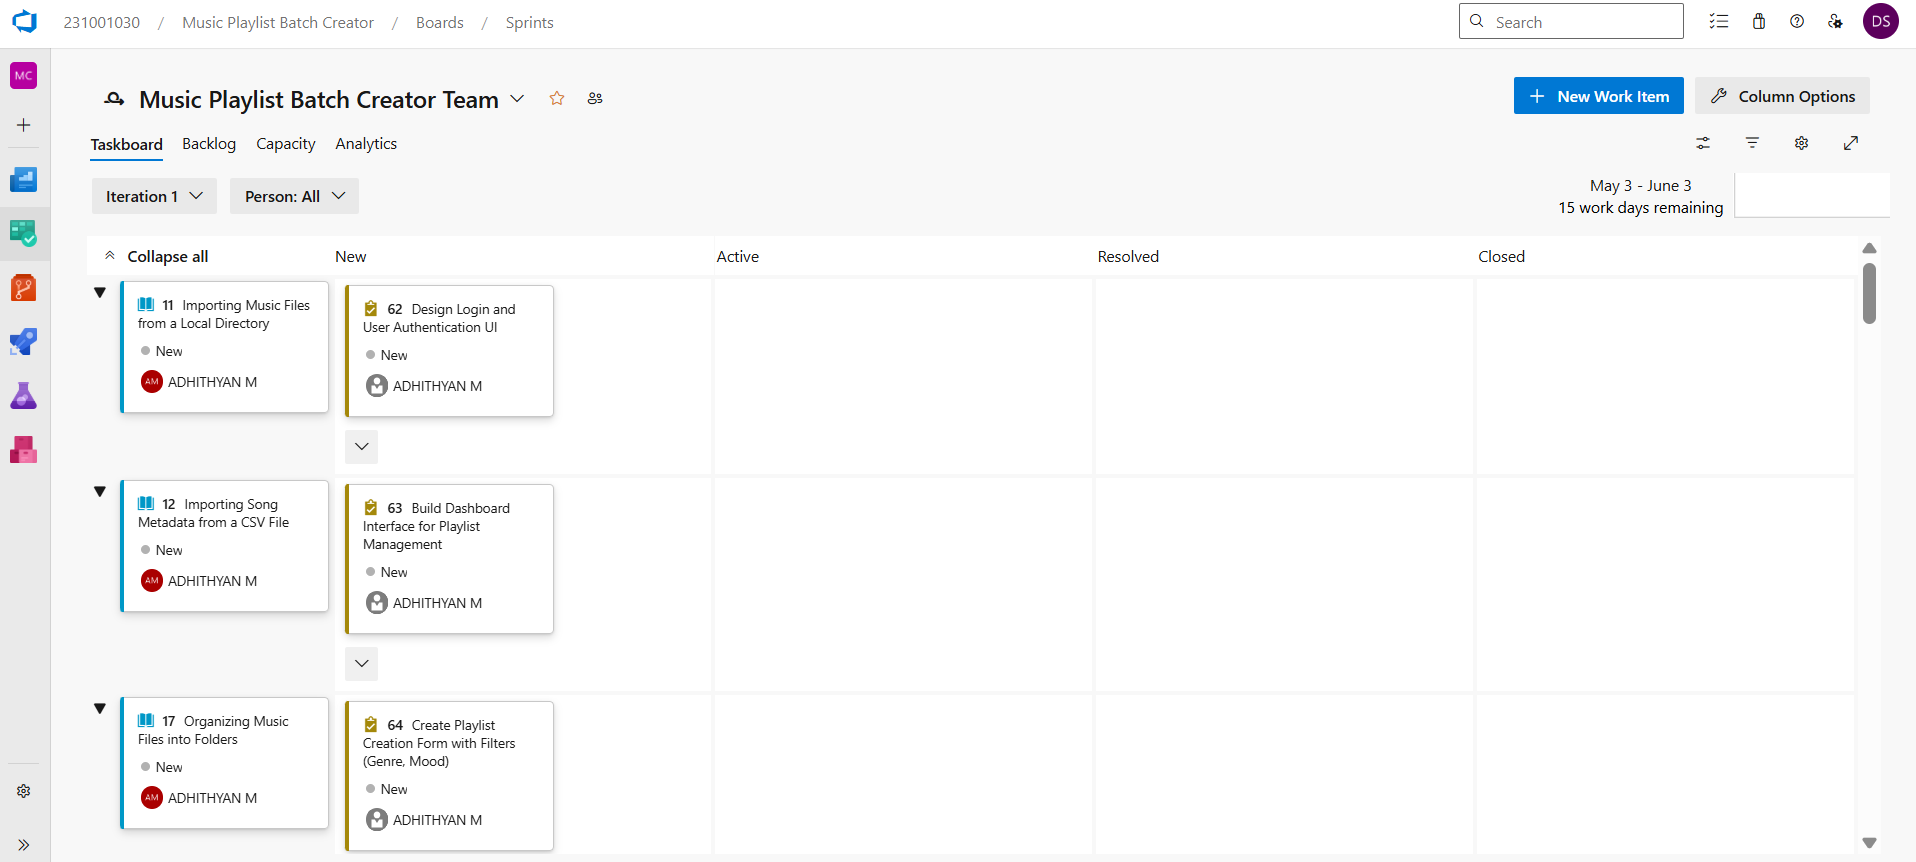 231001030 / Music Playlist Batch Creator / Boards / Sprints
Search
DS
MC
Music Playlist Batch Creator Team
New Work Item
Column Options
Taskboard Backlog Capacity Analytics
Iteration 1
Person: All
May 3 - June 3
15 work days remaining
Collapse all New Active Resolved Closed
11 Importing Music Files
from a Local Directory
New
AM ADHITHYAN M
62 Design Login and
User Authentication UI
New
ADHITHYAN M
12 Importing Song
Metadata from a CSV File
New
AM ADHITHYAN M
63 Build Dashboard
Interface for Playlist
Management
New
ADHITHYAN M
17 Organizing Music
Files into Folders
New
AM ADHITHYAN M
64 Create Playlist
Creation Form with Filters
(Genre, Mood)
New
ADHITHYAN M